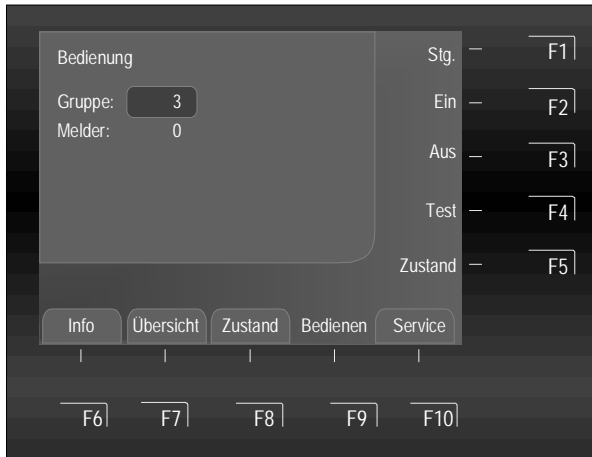 Bedienung
Gruppe: 3
Melder: 0
Stg. F1
Ein F2
Aus F3
Test F4
Zustand F5
Info Übersicht Zustand Bedienen Service
F6 F7 F8 F9 F10